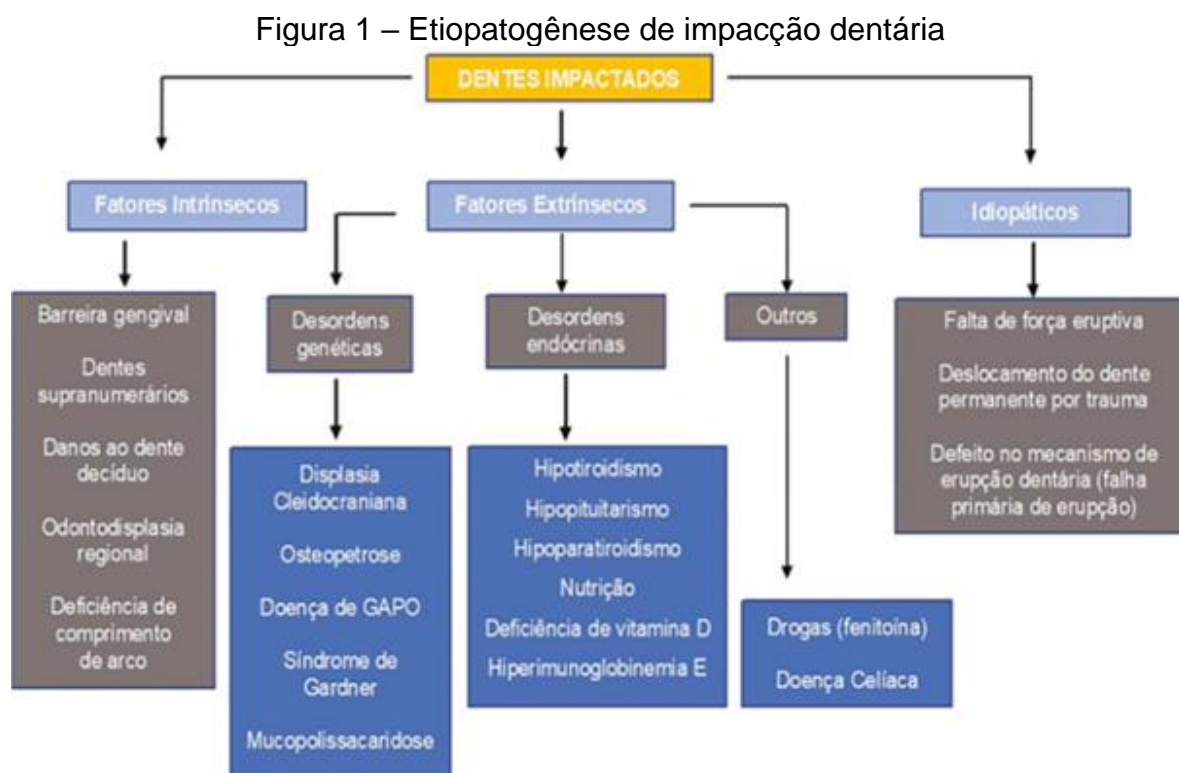 Figura 1 – Etiopatogênese de impacção dentária
DENTES IMPACTADOS
Fatores Intrínsecos
Fatores Extrínsecos
Idiopáticos
Barreira gengival
Dentes
supranumerários
Danos ao dente
decíduo
Odontodisplasia
regional
Deficiência de
comprimento
de arco
Desordens
genéticas
Displasia
Cleidocraniana
Osteopetrose
Doença de GAPO
Síndrome de
Gardner
Mucopolissacaridose
Desordens
endócrinas
Hipotiroidismo
Hipopituitarismo
Hipoparatiroidismo
Nutrição
Deficiência de vitamina D
Hiperimunoglobinemia E
Outros
Drogas (fenitoína)
Doença Celíaca
Falta de força eruptiva
Deslocamento do dente
permanente por trauma
Defeito no mecanismo de
erupção dentária (falha
primária de erupção)